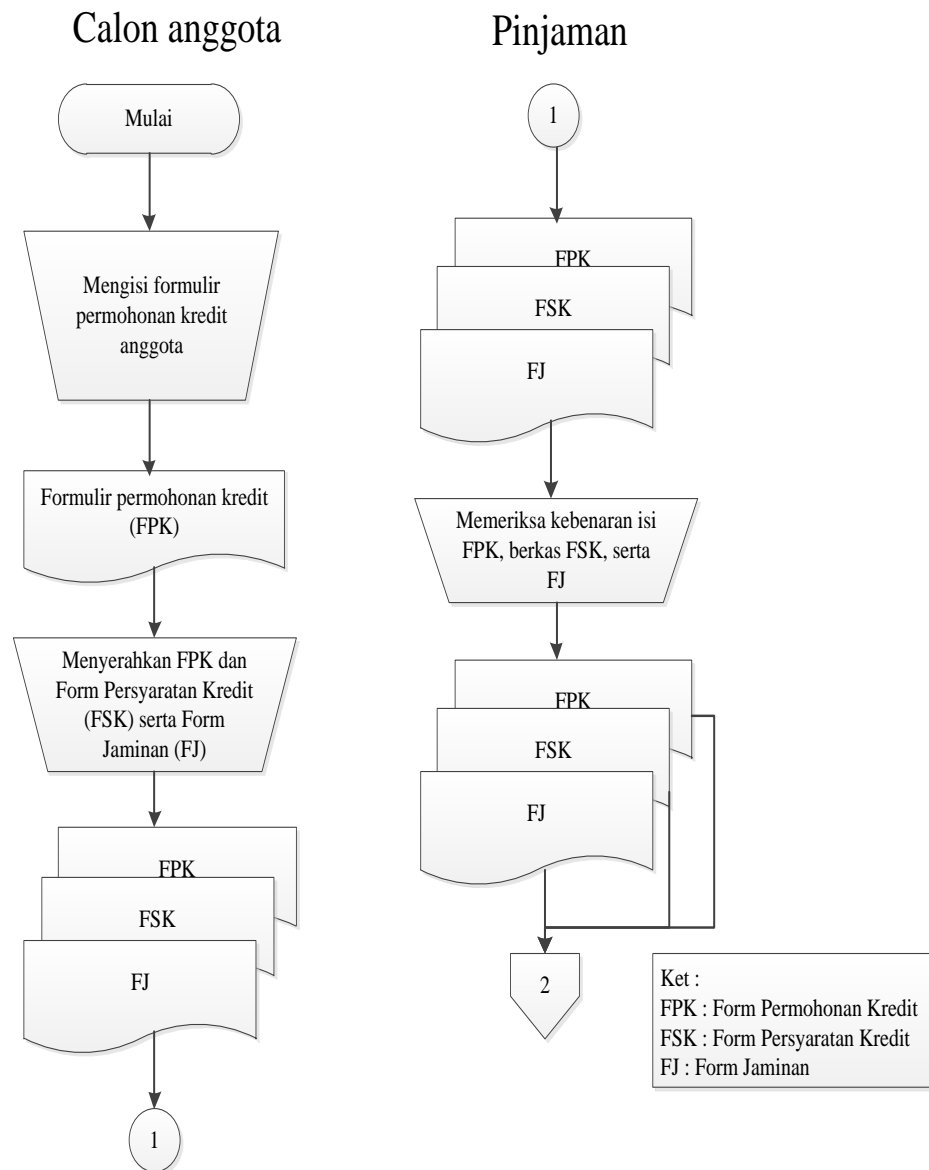 Calon anggota
Mulai
Mengisi formulir
permohonan kredit
anggota
Formulir permohonan kredit
(FPK)
Menyerahkan FPK dan
Form Persyaratan Kredit
(FSK) serta Form
Jaminan (FJ)
FPK
FSK
FJ
1
Pinjaman
1
FPK
FSK
FJ
Memeriksa kebenaran isi
FPK, berkas FSK, serta
FJ
FPK
FSK
FJ
2
Ket :
FPK : Form Permohonan Kredit
FSK : Form Persyaratan Kredit
FJ : Form Jaminan